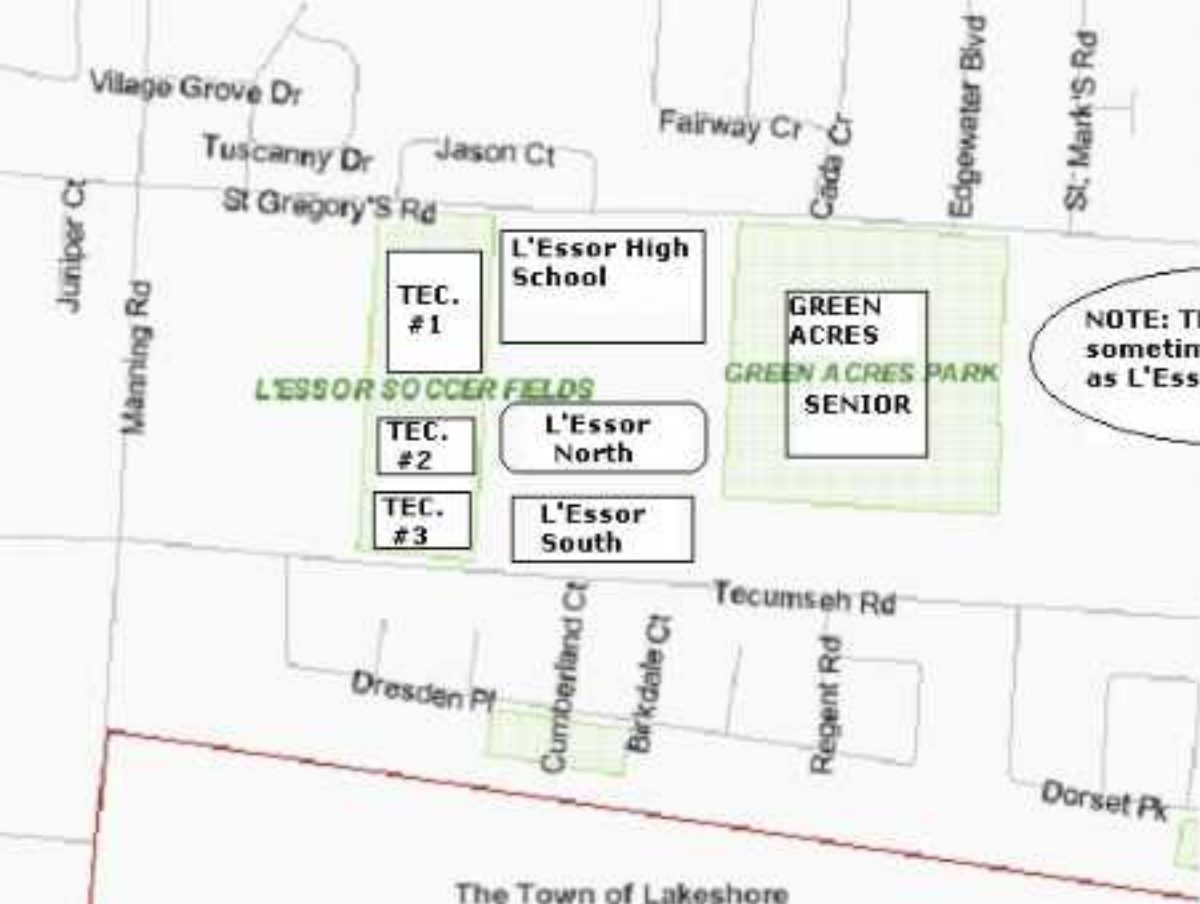 Village Grove Dr
Tuscanny Dr
Jason Ct
St Gregory'S Rd
Fairway Cr
Cada Cr
Edgewater Blvd
St. Mark'S Rd
Juniper Ct
Manning Rd
L'Essor High
School
TEC.
#1
L'ESSOR SOCCER FIELDS
TEC.
#2
TEC.
#3
L'Essor
North
L'Essor
South
GREEN
ACRES
GREEN ACRES PARK
SENIOR
NOTE:
as L'Ess
Tecumseh Rd
Dresden Pl
Cumberland Ct
Birkdale Ct
Regent Rd
Dorset Pk
The Town of Lakeshore